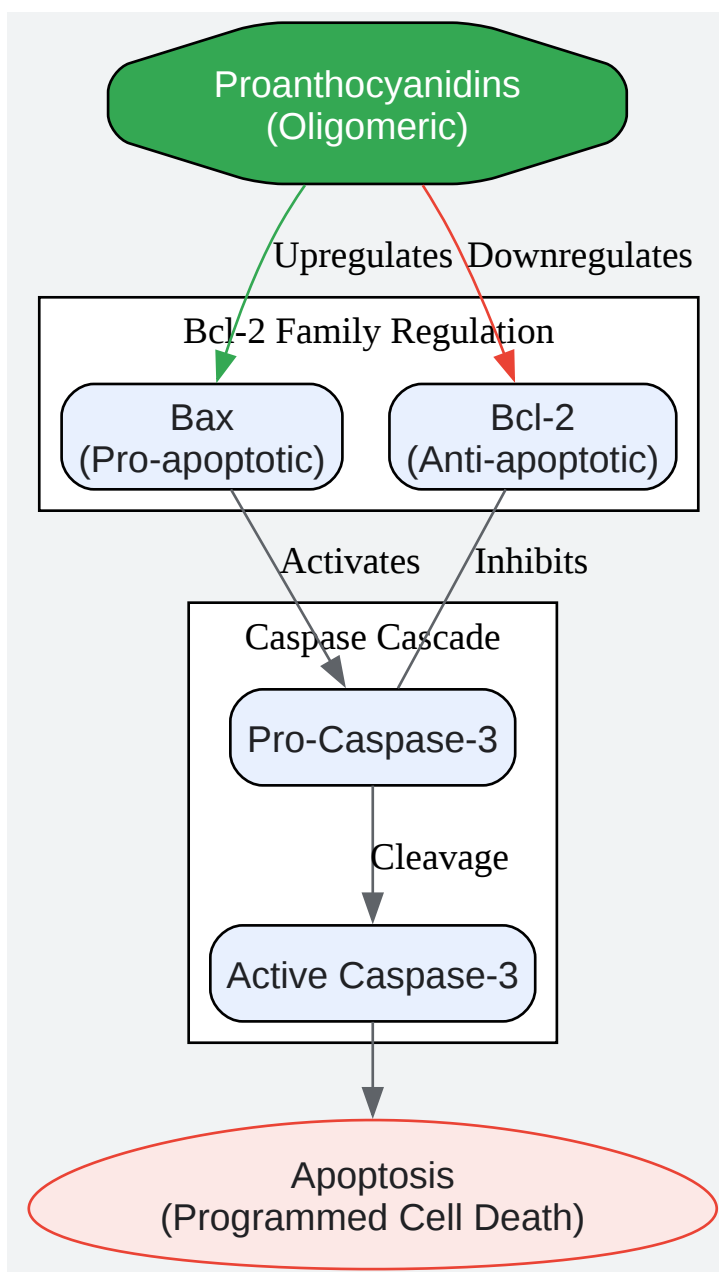 Proanthocyanidins
(Oligomeric)
Upregulates
Downregulates
Bcl-2 Family Regulation
Bax
(Pro-apoptotic)
Bcl-2
(Anti-apoptotic)
Activates
Inhibits
Caspase Cascade
Pro-Caspase-3
Cleavage
Active Caspase-3
Apoptosis
(Programmed Cell Death)